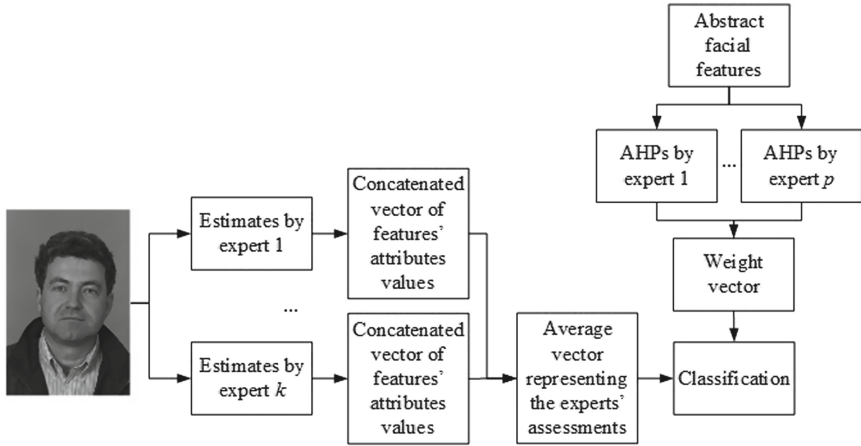 Abstract
facial
features
AHPs by
expert 1
...
AHPs by
expert p
Estimates by
expert 1
Concatenated
vector of
features'
attributes
values
...
Estimates by
expert k
Concatenated
vector of
features'
attributes
values
Average
vector
representing
the experts'
assessments
Weight
vector
Classification